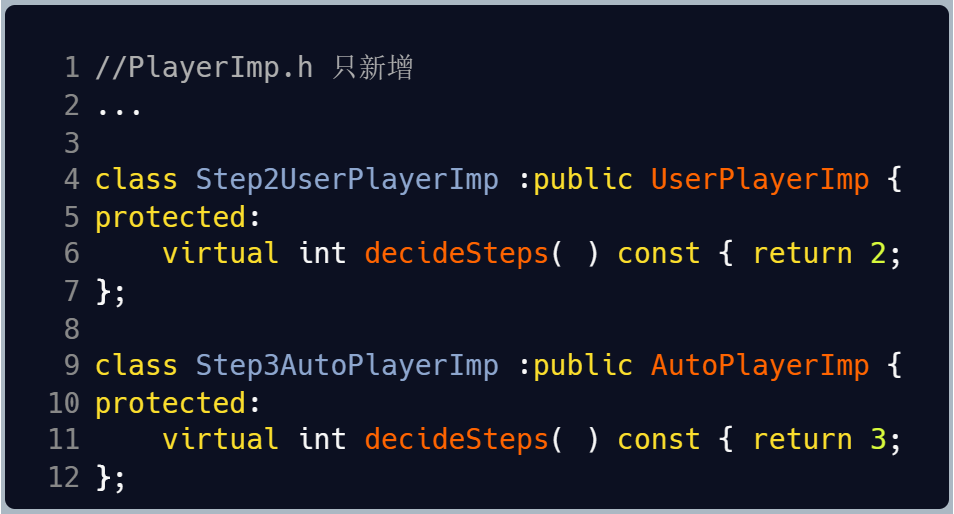 1 //PlayerImp.h 只新增
2 ...
3
4 class Step2UserPlayerImp :public UserPlayerImp {
5 protected:
6     virtual int decideSteps( ) const { return 2;
7 };
8
9 class Step3AutoPlayerImp :public AutoPlayerImp {
10 protected:
11     virtual int decideSteps( ) const { return 3;
12 };